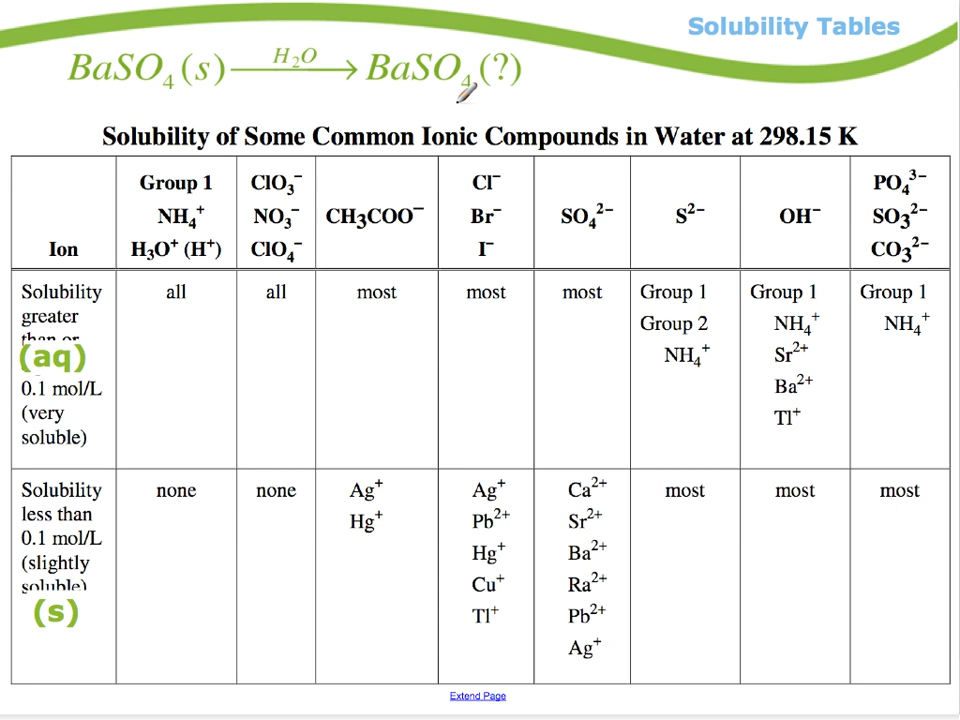 Solubility Tables
BaSO₄(s) —H₂O→ BaSO₄(?)
Solubility of Some Common Ionic Compounds in Water at 298.15 K
Ion
Group 1
NH₄⁺
H₃O⁺ (H⁺)
ClO₃⁻
NO₃⁻
ClO₄⁻
CH₃COO⁻
Cl⁻
Br⁻
I⁻
SO₄²⁻
S²⁻
OH⁻
PO₄³⁻
SO₃²⁻
CO₃²⁻
Solubility
greater
than or
(aq)
0.1 mol/L
(very
soluble)
all
all
most
most
most
Group 1
Group 2
NH₄⁺
Group 1
NH₄⁺
Sr²⁺
Ba²⁺
Tl⁺
Group 1
NH₄⁺
Solubility
less than
0.1 mol/L
(slightly
soluble)
(s)
none
none
Ag⁺
Hg⁺
Ag⁺
Pb²⁺
Hg⁺
Cu⁺
Tl⁺
Ca²⁺
Sr²⁺
Ba²⁺
Ra²⁺
Pb²⁺
Ag⁺
most
most
most
Extend Page